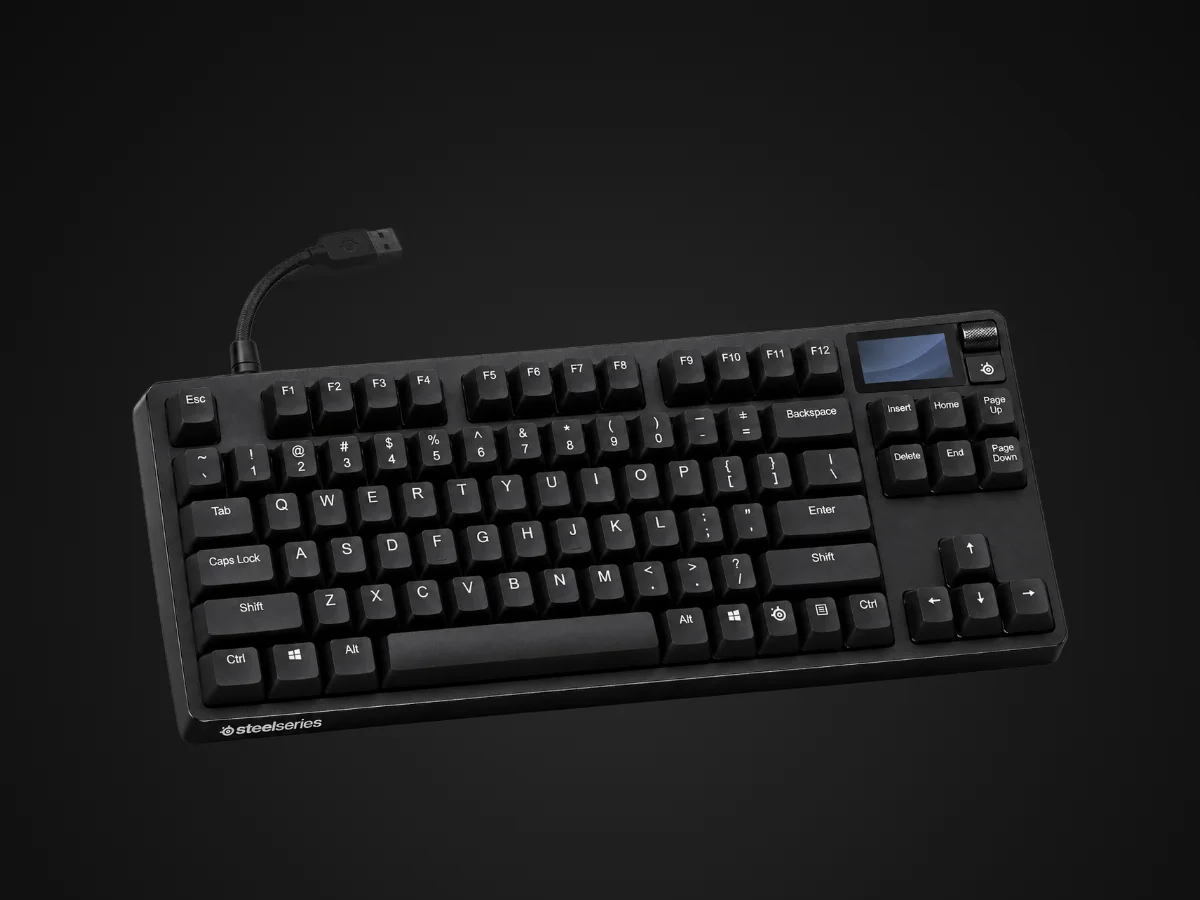 Esc F1 F2 F3 F4 F5 F6 F7 F8 F9 F10 F11 F12
~ ! @ # $ % ^ & * ( ) — ‡ Backspace
` 1 2 3 4 5 6 7 8 9 0 - =
Insert Home Page Up
Tab Q W E R T Y U I O P { } |
[ ] \
Delete End Page Down
Caps Lock A S D F G H J K L : " Enter
; ,
Shift Z X C V B N M < > ? Shift
. . /
↑
Ctrl Alt Alt Ctrl
← ↓ →
steelseries